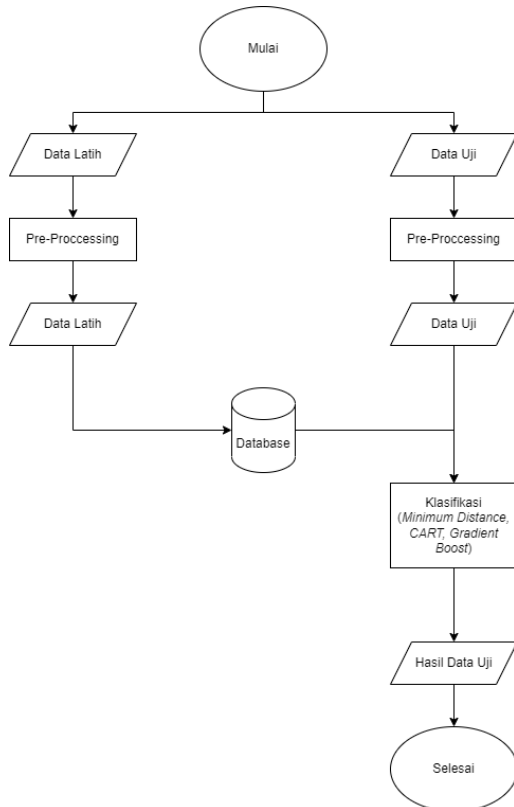 Mulai
Data Latih
Data Uji
Pre-Proccessing
Pre-Proccessing
Data Latih
Data Uji
Database
Klasifikasi
(Minimum Distance,
CART, Gradient
Boost)
Hasil Data Uji
Selesai